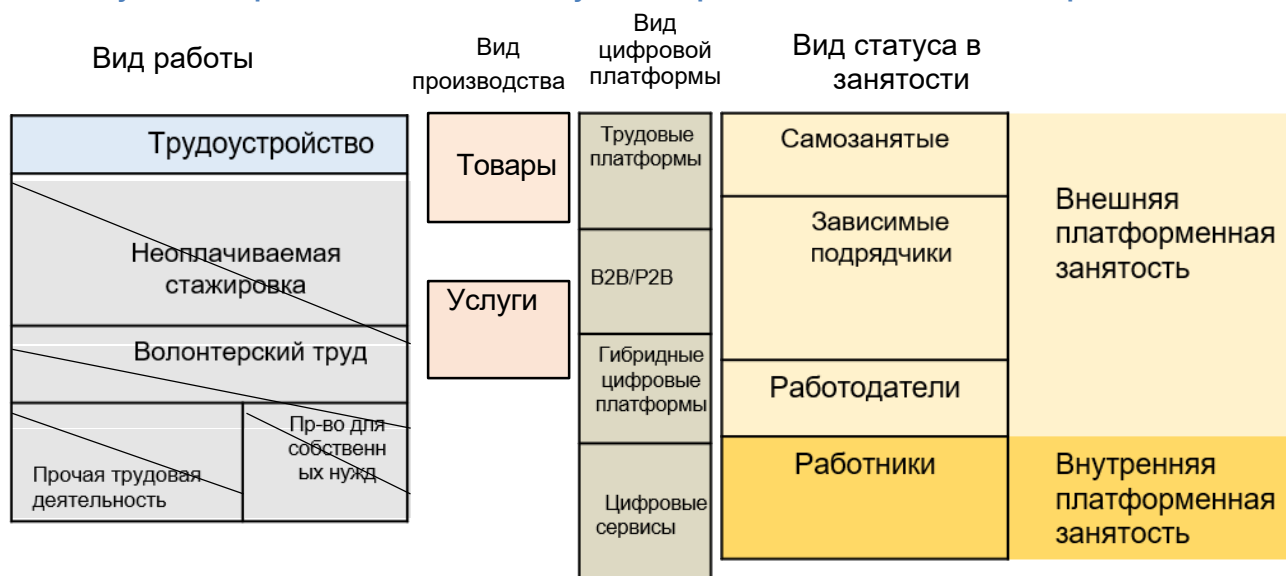 Вид работы
Вид
производства
Вид
цифровой
платформы
Вид статуса в
занятости
Трудоустройство
Неоплачиваемая
стажировка
Волонтерский труд
Прочая трудовая
деятельность
Пр-во для
собственн
ых нужд
Товары
Услуги
Трудовые
платформы
B2B/P2B
Гибридные
цифровые
платформы
Цифровые
сервисы
Самозанятые
Зависимые
подрядчики
Работодатели
Работники
Внешняя
платформенная
занятость
Внутренняя
платформенная
занятость